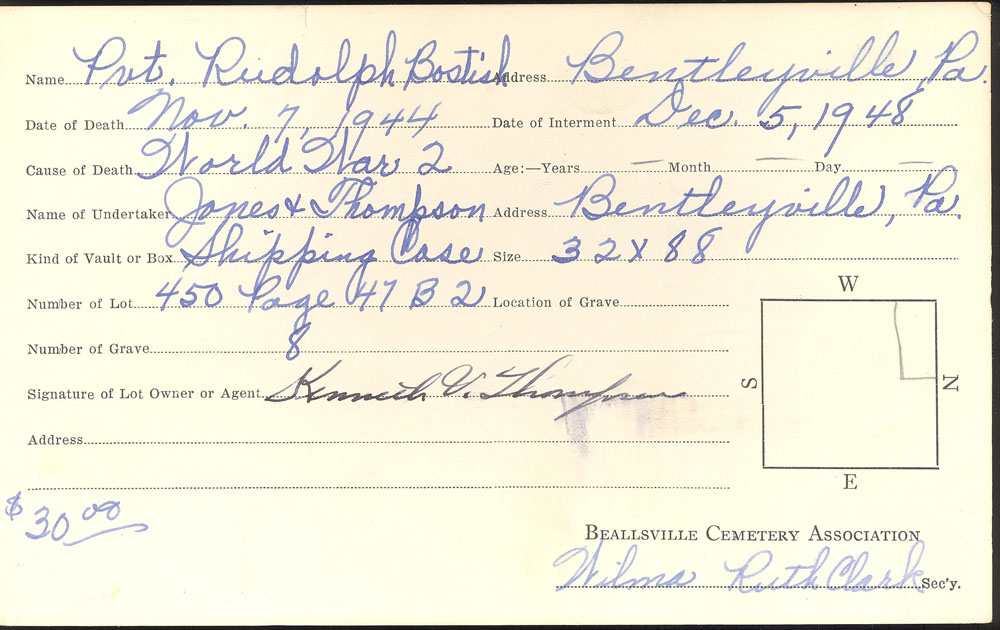 Name Pvt. Rudolph Bostish Address Bentleyville, Pa.
Date of Death Nov. 7, 1944 Date of Interment Dec. 5, 1948
Cause of Death World War 2 Age:—Years — Month — Day —
Name of Undertaker Jones & Thompson Address Bentleyville, Pa.
Kind of Vault or Box Shipping Case Size 32 x 88
Number of Lot 450 Page 47 B 2 Location of Grave
W
Number of Grave 8
Signature of Lot Owner or Agent Kenneth V. Thompson
S N
Address
E
$30.00
BEALLSVILLE CEMETERY ASSOCIATION
Wilma Ruth Clark Sec'y.